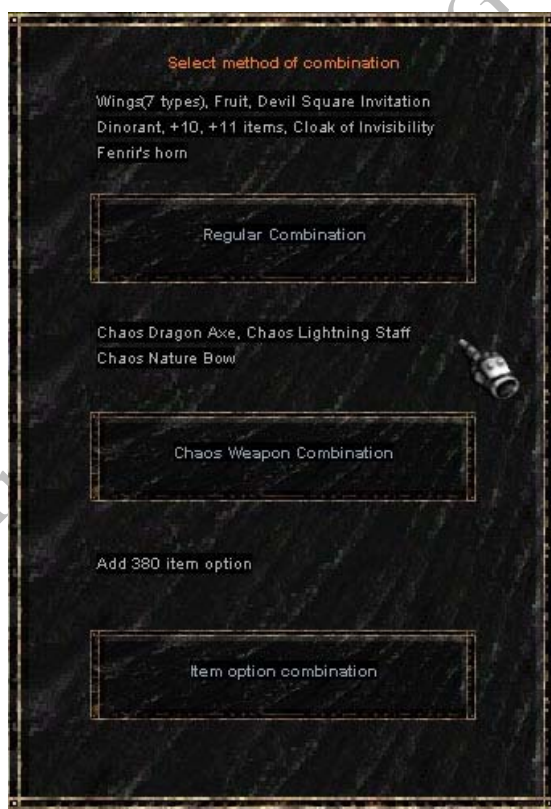 Select method of combination
Wings(7 types), Fruit, Devil Square Invitation
Dinorant, +10, +11 items, Cloak of Invisibility
Fenrir's horn
Regular Combination
Chaos Dragon Axe, Chaos Lightning Staff
Chaos Nature Bow
Chaos Weapon Combination
Add 380 item option
Item option combination